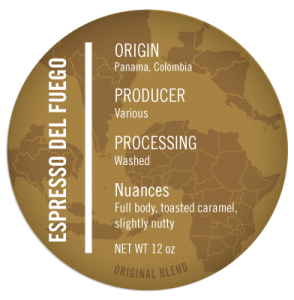 ESPRESSO DEL FUEGO
ORIGIN
Panama, Colombia
PRODUCER
Various
PROCESSING
Washed
Nuances
Full body, toasted caramel,
slightly nutty
NET WT 12 oz
ORIGINAL BLEND